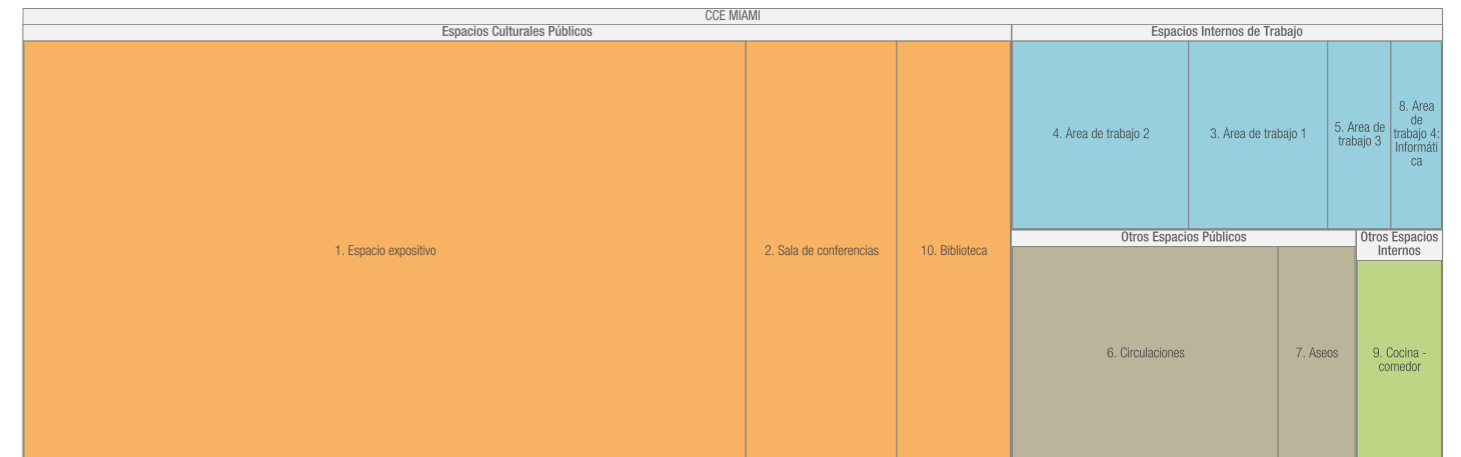 CCE MIAMI
Espacios Culturales Públicos
Espacios Internos de Trabajo
1. Espacio expositivo
2. Sala de conferencias
10. Biblioteca
4. Area de trabajo 2
3. Area de trabajo 1
5. Area de
trabajo 3
8. Area
de
trabajo 4:
Informáti
ca
Otros Espacios Públicos
Otros Espacios
Internos
6. Circulaciones
7. Aseos
9. Cocina -
comedor